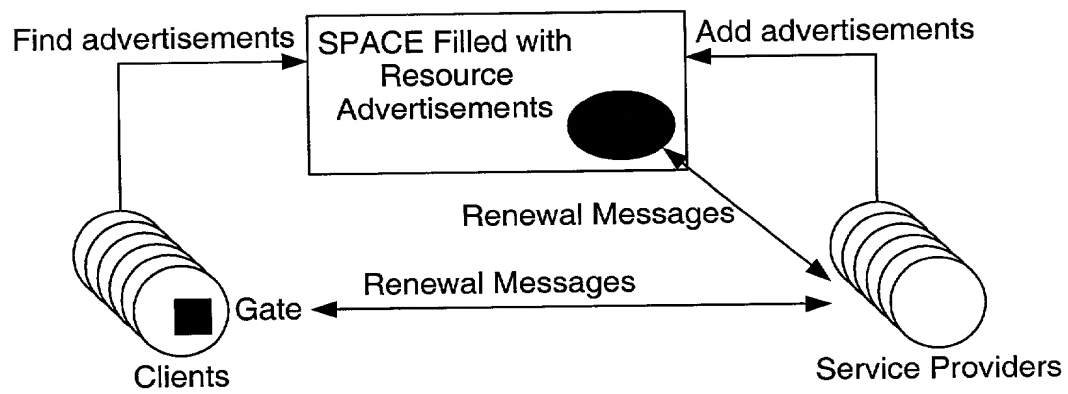 Find advertisements
SPACE Filled with
Resource
Advertisements
Add advertisements
Renewal Messages
Renewal Messages
Gate
Clients
Service Providers